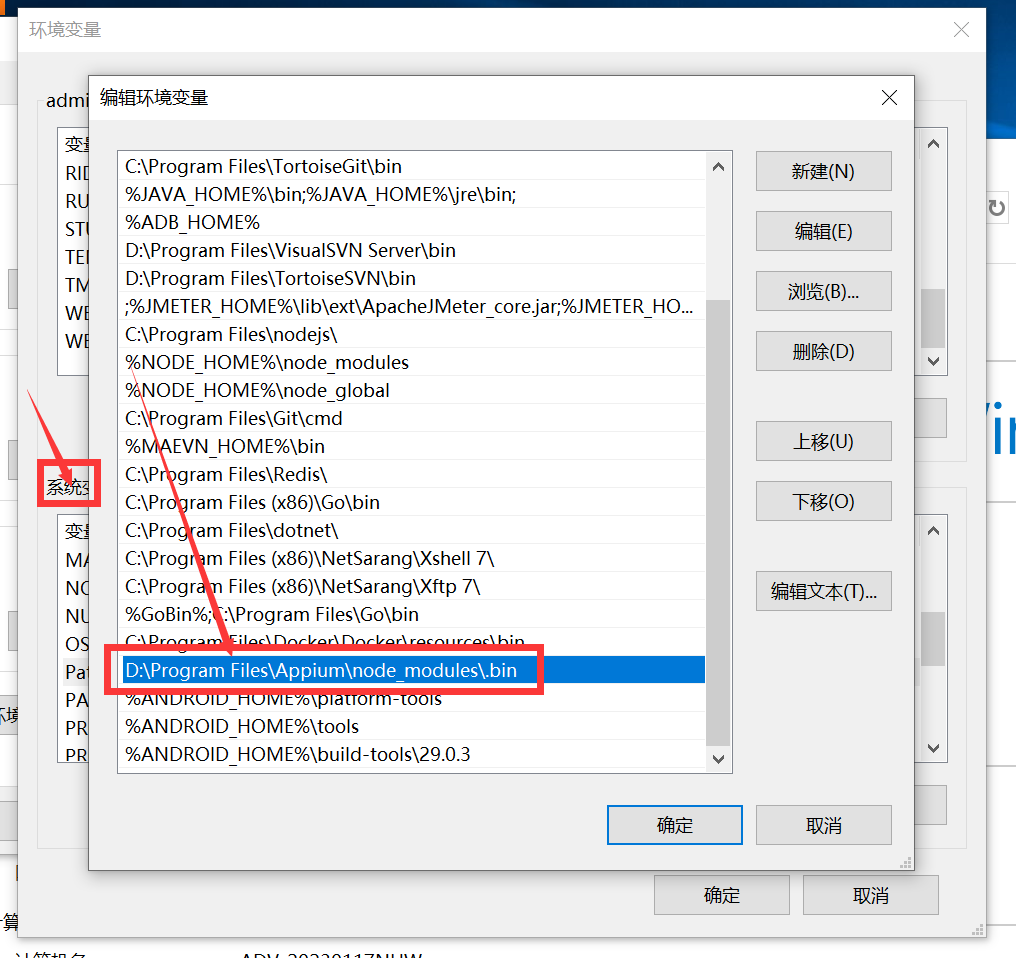 环境变量
编辑环境变量
admi
变量
RID
RU
STU
TEM
TM
WE
WE
C:\Program Files\TortoiseGit\bin
%JAVA_HOME%\bin;%JAVA_HOME%\jre\bin;
%ADB_HOME%
D:\Program Files\VisualSVN Server\bin
D:\Program Files\TortoiseSVN\bin
;%JMETER_HOME%\lib\ext\ApacheJMeter_core.jar;%JMETER_HO...
C:\Program Files\nodejs\
%NODE_HOME%\node_modules
%NODE_HOME%\node_global
C:\Program Files\Git\cmd
%MAEVN_HOME%\bin
C:\Program Files\Redis\
C:\Program Files (x86)\Go\bin
C:\Program Files\dotnet\
C:\Program Files (x86)\NetSarang\Xshell 7\
C:\Program Files (x86)\NetSarang\Xftp 7\
%GoBin%;C:\Program Files\Go\bin
C:\Program Files\Docker\Docker\resources\bin
D:\Program Files\Appium\node_modules\.bin
%ANDROID_HOME%\platform-tools
%ANDROID_HOME%\tools
%ANDROID_HOME%\build-tools\29.0.3
新建(N)
编辑(E)
浏览(B)...
删除(D)
上移(U)
下移(O)
编辑文本(T)...
系统变
变量
MA
NO
NU
OS
Pat
PA
PR
PR
确定
取消
确定
取消
计算机名